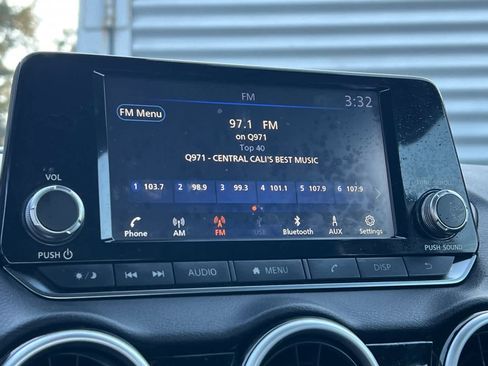 FM
3:32
FM Menu
97.1 FM
on Q971
Top 40
Q971 - CENTRAL CALI'S BEST MUSIC
1 103.7 2 98.9 3 99.3 4 101.1 5 107.9 6 107.9
VOL
Phone AM FM USB Bluetooth AUX Settings
PUSH
PUSH·SOUND
AUDIO MENU DISP